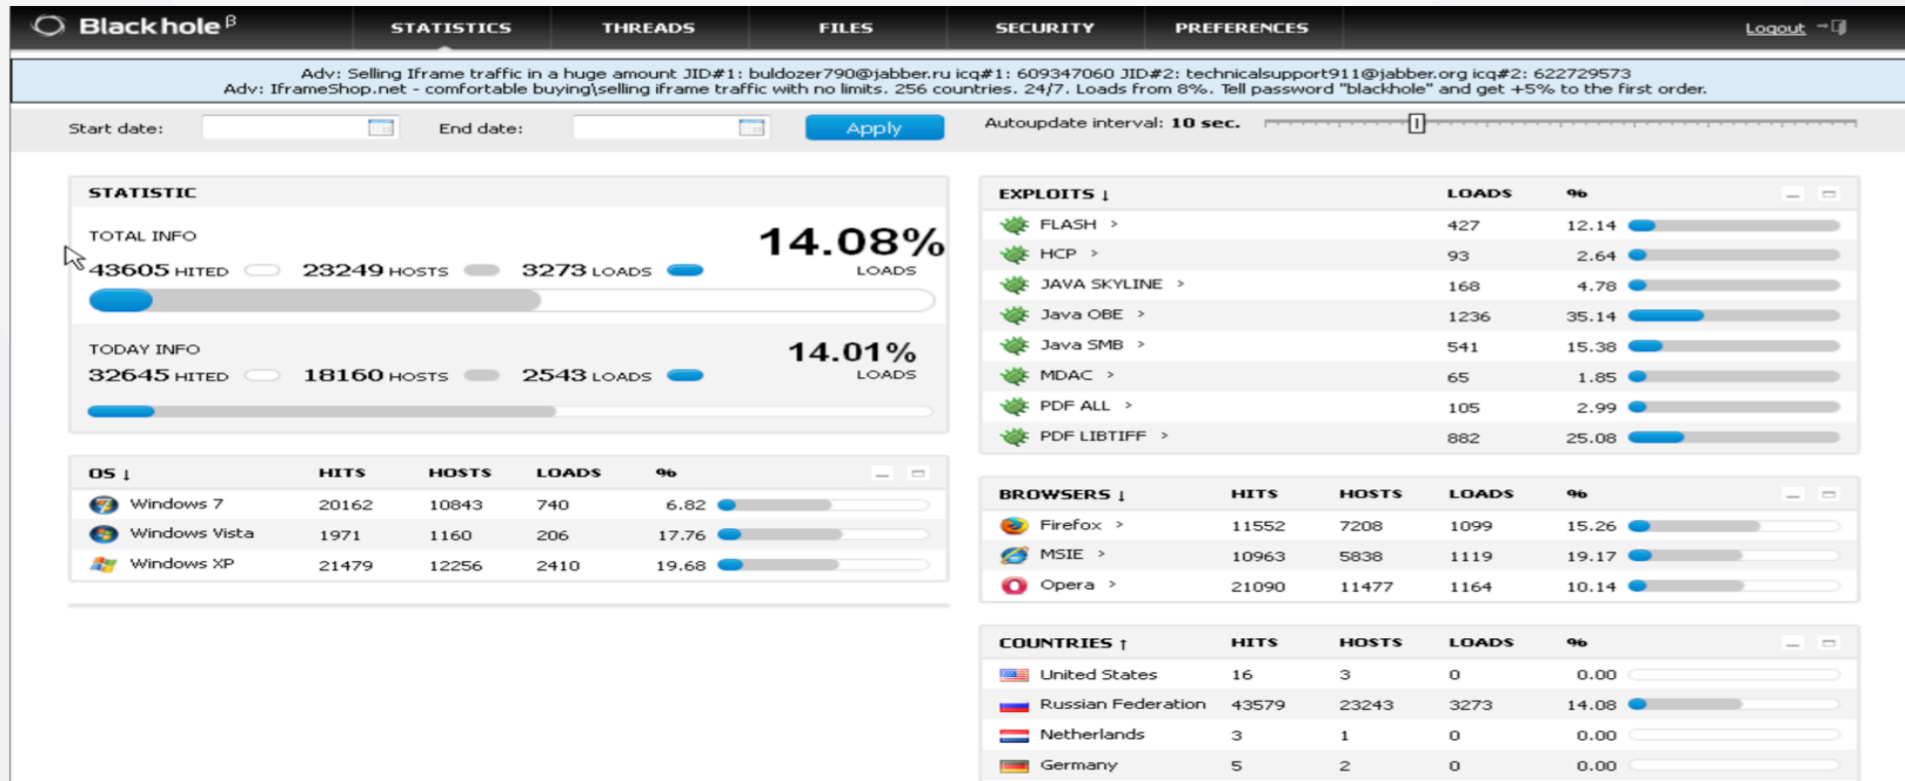 Blackhole β
STATISTICS THREADS FILES SECURITY PREFERENCES Logout
Adv: Selling Iframe traffic in a huge amount JID#1: buldozer790@jabber.ru icq#1: 609347060 JID#2: technicalsupport911@jabber.org icq#2: 622729573
Adv: IframeShop.net - comfortable buying\selling iframe traffic with no limits. 256 countries. 24/7. Loads from 8%. Tell password "blackhole" and get +5% to the first order.
Start date: End date: Apply Autoupdate interval: 10 sec.
STATISTIC
TOTAL INFO
14.08%
43605 HITED 23249 HOSTS 3273 LOADS LOADS
TODAY INFO
14.01%
32645 HITED 18160 HOSTS 2543 LOADS LOADS
OS ↓ HITS HOSTS LOADS %
Windows 7 20162 10843 740 6.82
Windows Vista 1971 1160 206 17.76
Windows XP 21479 12256 2410 19.68
EXPLOITS ↓ LOADS %
FLASH > 427 12.14
HCP > 93 2.64
JAVA SKYLINE > 168 4.78
Java OBE > 1236 35.14
Java SMB > 541 15.38
MDAC > 65 1.85
PDF ALL > 105 2.99
PDF LIBTIFF > 882 25.08
BROWSERS ↓ HITS HOSTS LOADS %
Firefox > 11552 7208 1099 15.26
MSIE > 10963 5838 1119 19.17
Opera > 21090 11477 1164 10.14
COUNTRIES ↑ HITS HOSTS LOADS %
United States 16 3 0 0.00
Russian Federation 43579 23243 3273 14.08
Netherlands 3 1 0 0.00
Germany 5 2 0 0.00